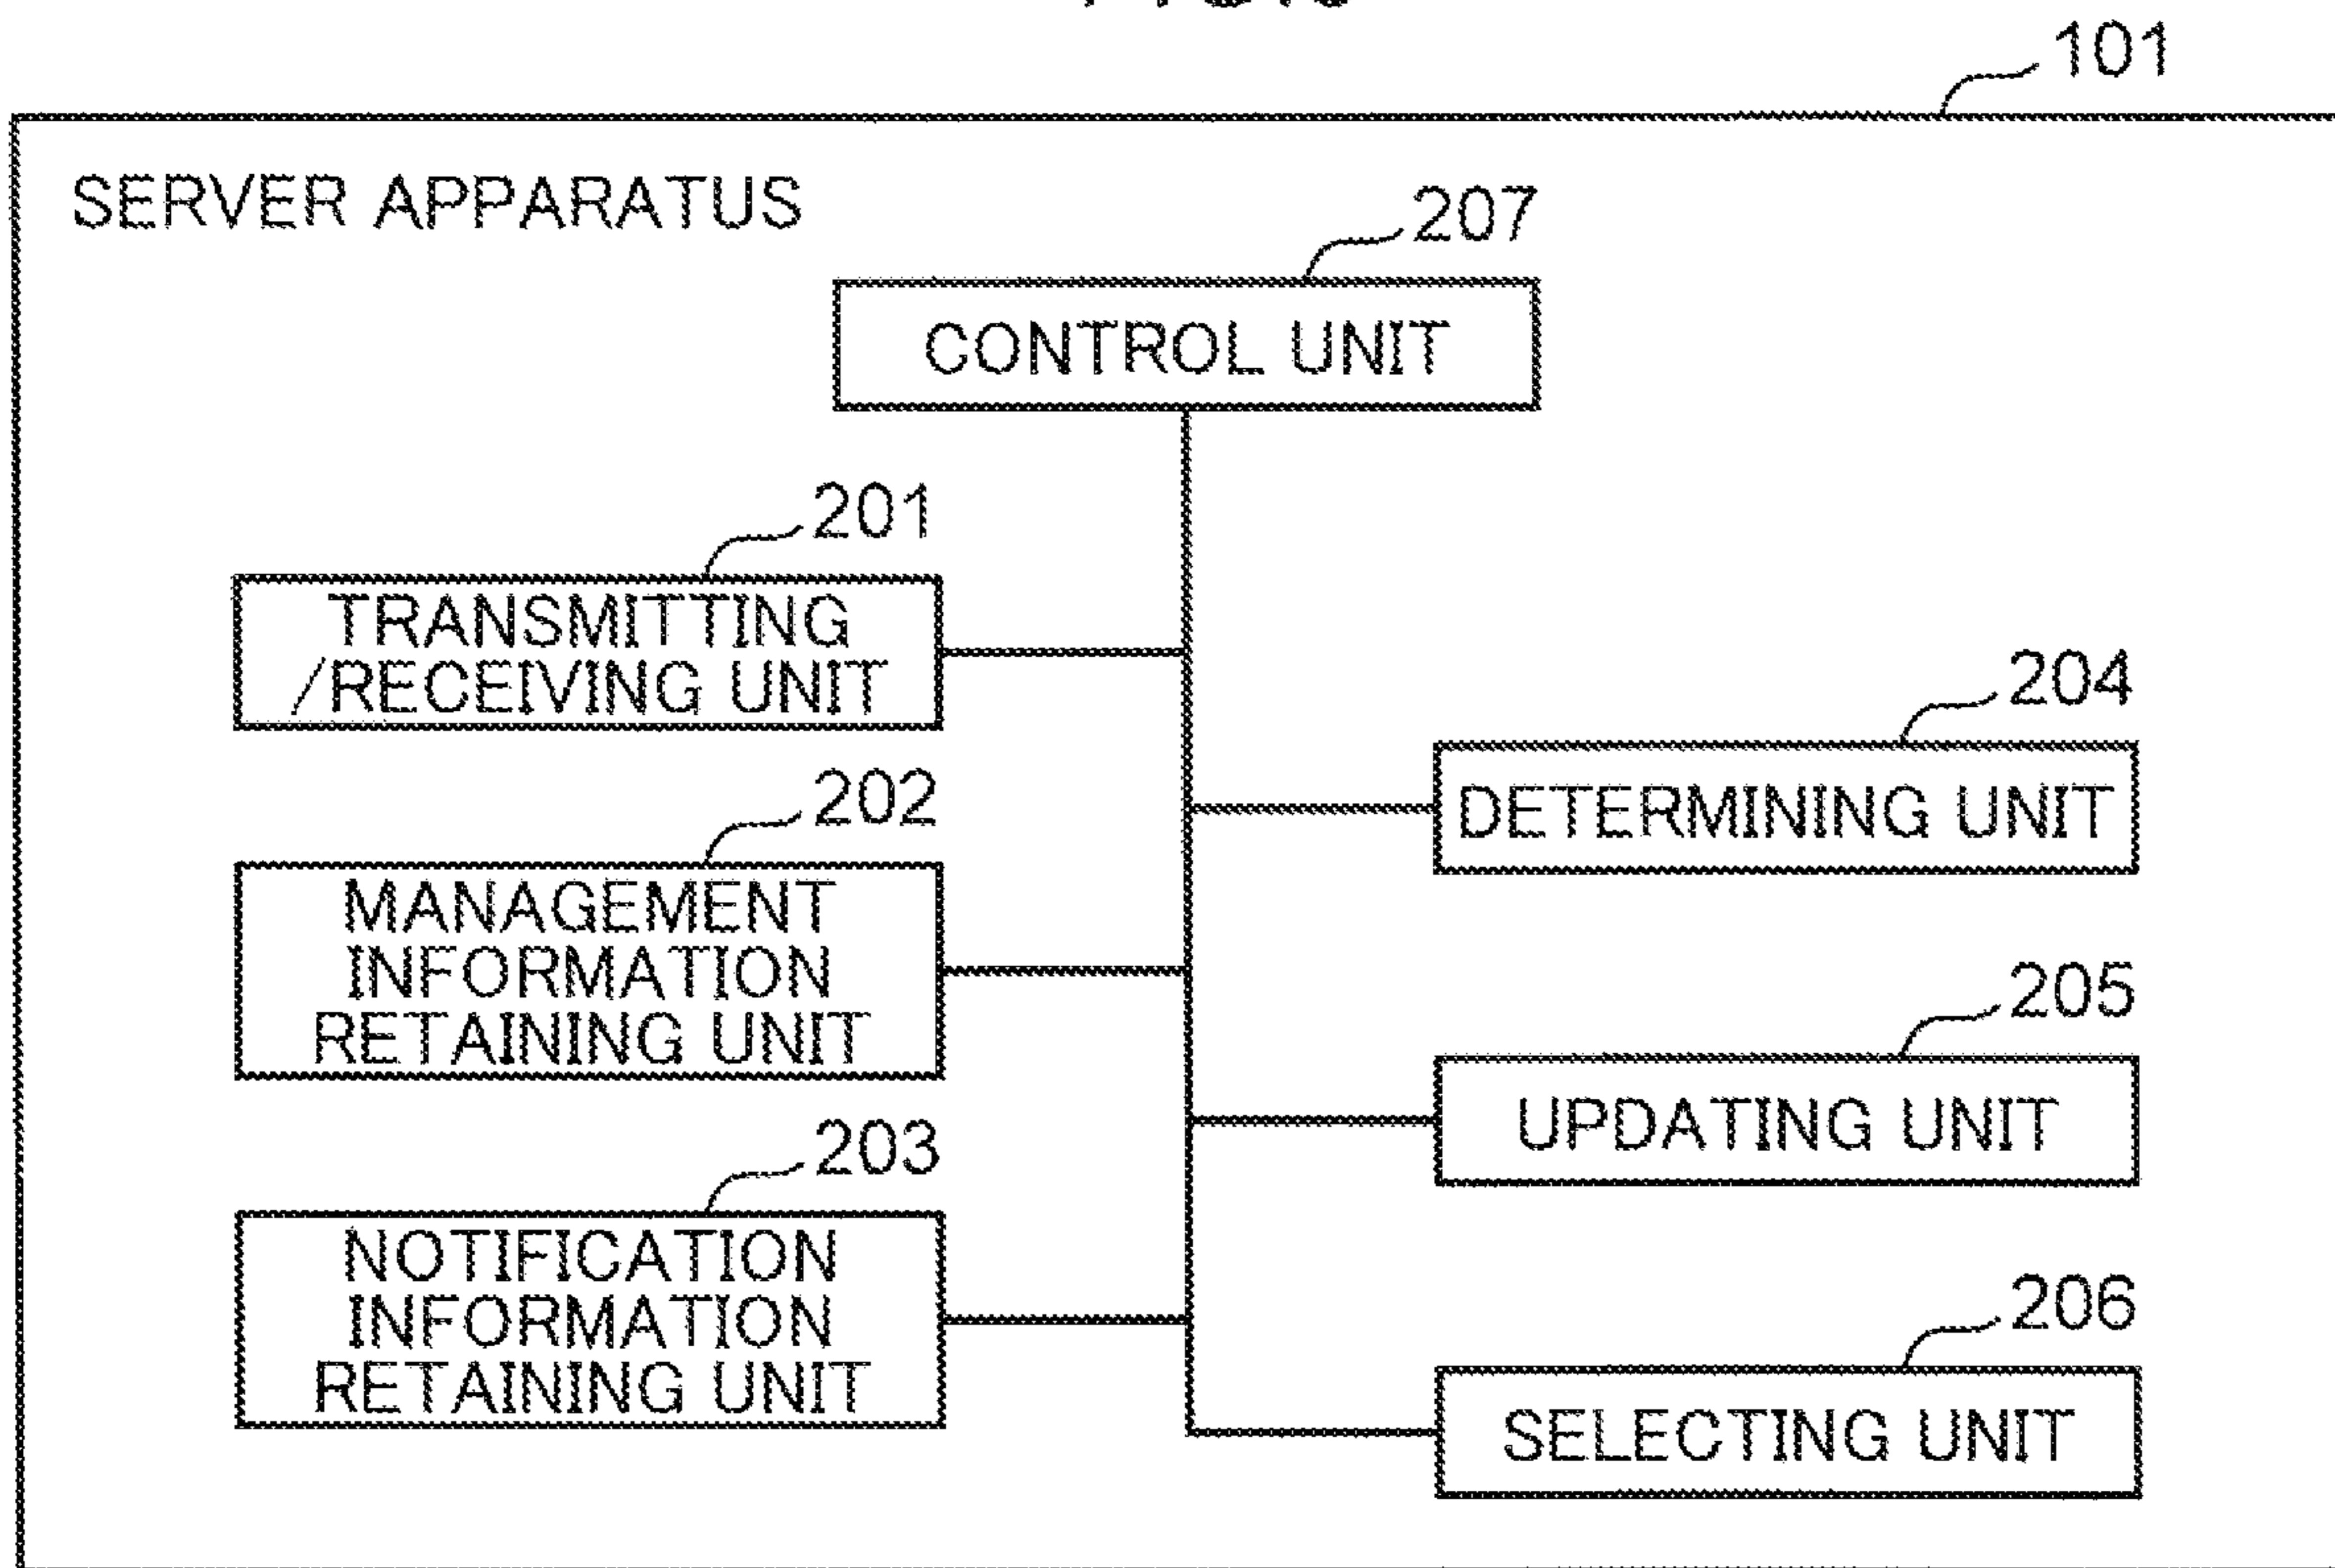 101
SERVER APPARATUS
207
CONTROL UNIT
201
TRANSMITTING
/RECEIVING UNIT
202
MANAGEMENT
INFORMATION
RETAINING UNIT
203
NOTIFICATION
INFORMATION
RETAINING UNIT
204
DETERMINING UNIT
205
UPDATING UNIT
206
SELECTING UNIT